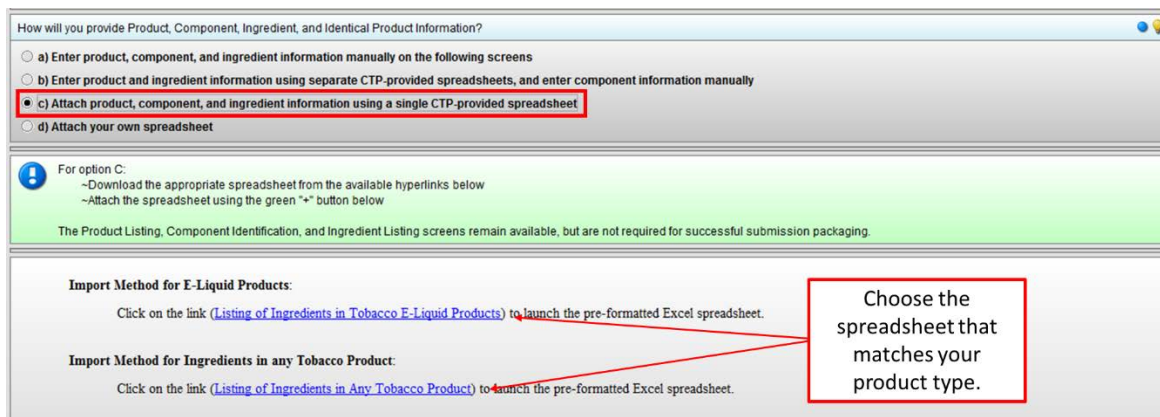 How will you provide Product, Component, Ingredient, and Identical Product Information?
a) Enter product, component, and ingredient information manually on the following screens
b) Enter product and ingredient information using separate CTP-provided spreadsheets, and enter component information manually
c) Attach product, component, and ingredient information using a single CTP-provided spreadsheet
d) Attach your own spreadsheet
For option C:
~Download the appropriate spreadsheet from the available hyperlinks below
~Attach the spreadsheet using the green "+" button below
The Product Listing, Component Identification, and Ingredient Listing screens remain available, but are not required for successful submission packaging.
Import Method for E-Liquid Products:
Click on the link (Listing of Ingredients in Tobacco E-Liquid Products) to launch the pre-formatted Excel spreadsheet.
Import Method for Ingredients in any Tobacco Product:
Click on the link (Listing of Ingredients in Any Tobacco Product) to launch the pre-formatted Excel spreadsheet.
Choose the
spreadsheet that
matches your
product type.